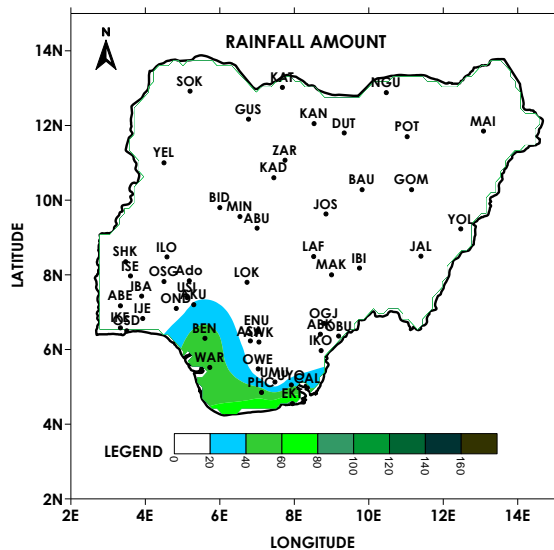 14N
N
RAINFALL AMOUNT
SOK
KAT
NGU
12N
GUS
KAN
DUT
POT
MAI
YEL
ZAR
KAD
10N
BID
MIN
ABU
JOS
BAU
GOM
YOL
SHK
ISE
ILO
OSG
Ado
LOK
LAF
MAK
IBI
JAL
8N
ABE
IBA
USI
AKU
OND
IKE
OSD
IJE
BEN
ENU
AWK
OGJ
OBU
IKO
6N
WAR
OWE
UMU
UYO
CAL
PHC
EKT
4N
LEGEND
0
20
40
60
80
100
120
140
160
2N
2E
4E
6E
8E
10E
12E
14E
LATITUDE
LONGITUDE